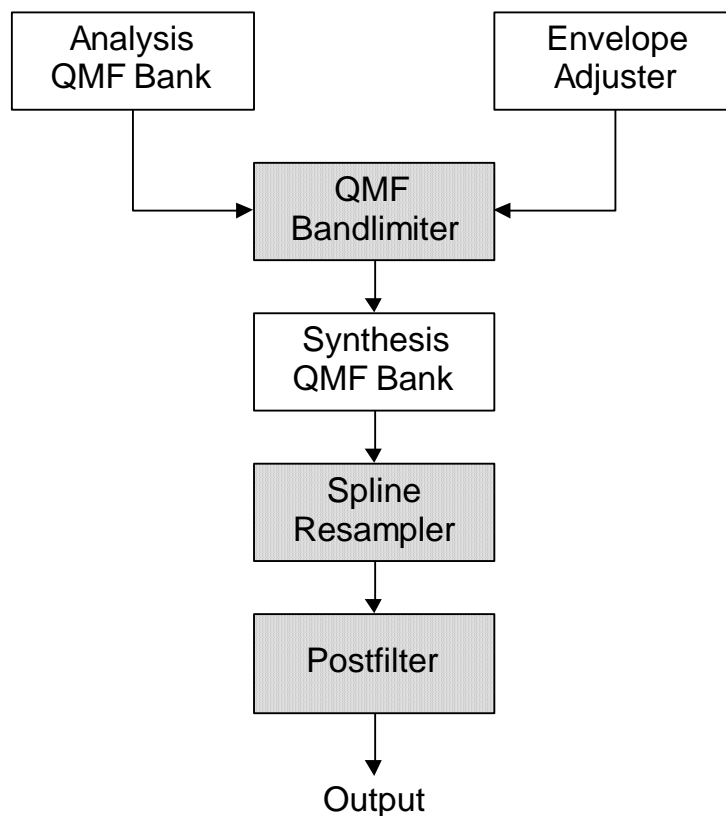 Analysis
QMF Bank
Envelope
Adjuster
QMF
Bandlimiter
Synthesis
QMF Bank
Spline
Resampler
Postfilter
Output